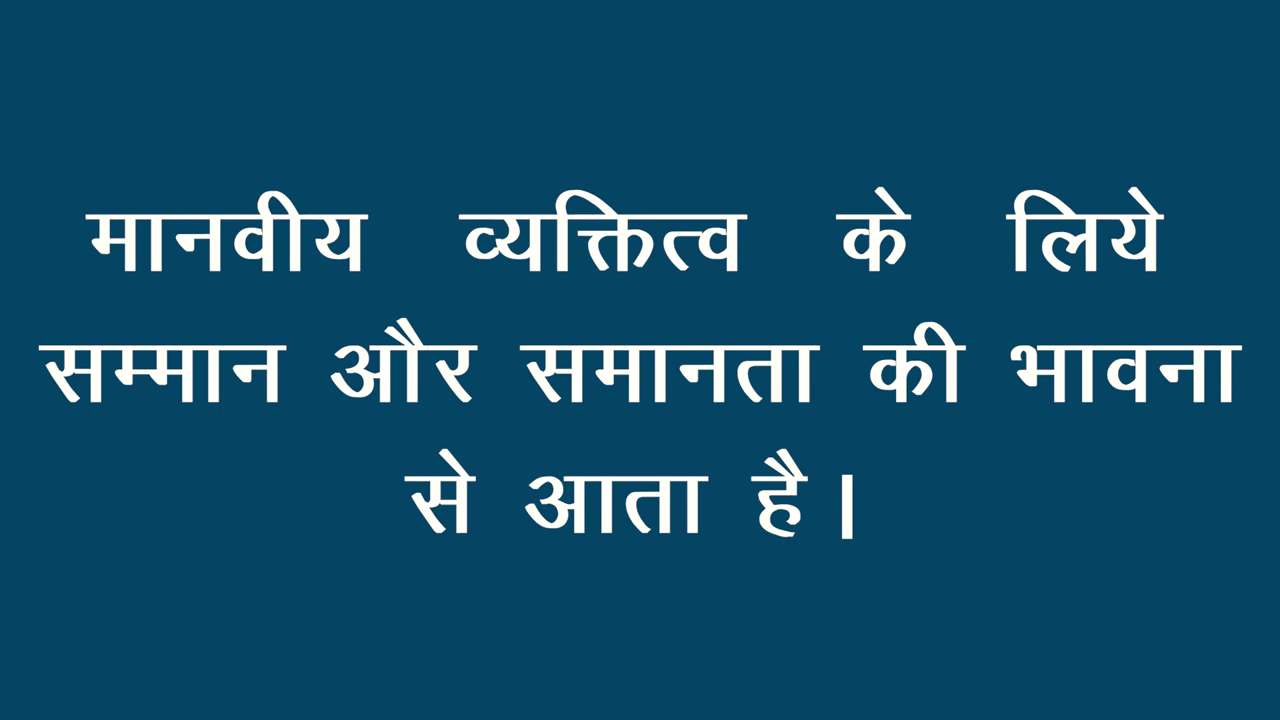 मानवीय व्यक्तित्व के लिये
सम्मान और समानता की भावना
से आता है।